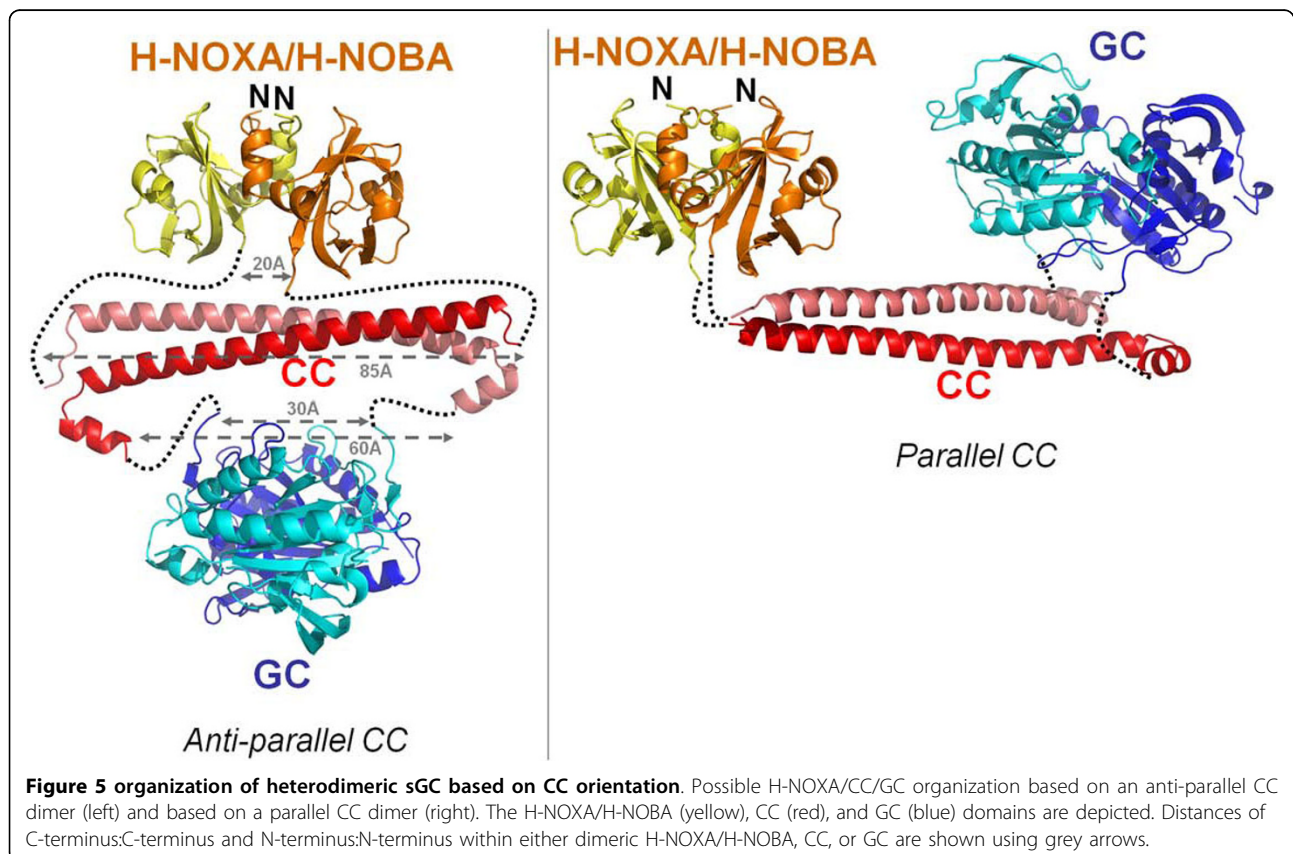 H-NOXA/H-NOBA
N N
20A
CC
85A
30A
60A
GC
Anti-parallel CC
H-NOXA/H-NOBA
N N
GC
CC
Parallel CC
Figure 5 organization of heterodimeric sGC based on CC orientation. Possible H-NOXA/CC/GC organization based on an anti-parallel CC
dimer (left) and based on a parallel CC dimer (right). The H-NOXA/H-NOBA (yellow), CC (red), and GC (blue) domains are depicted. Distances of
C-terminus:C-terminus and N-terminus:N-terminus within either dimeric H-NOXA/H-NOBA, CC, or GC are shown using grey arrows.